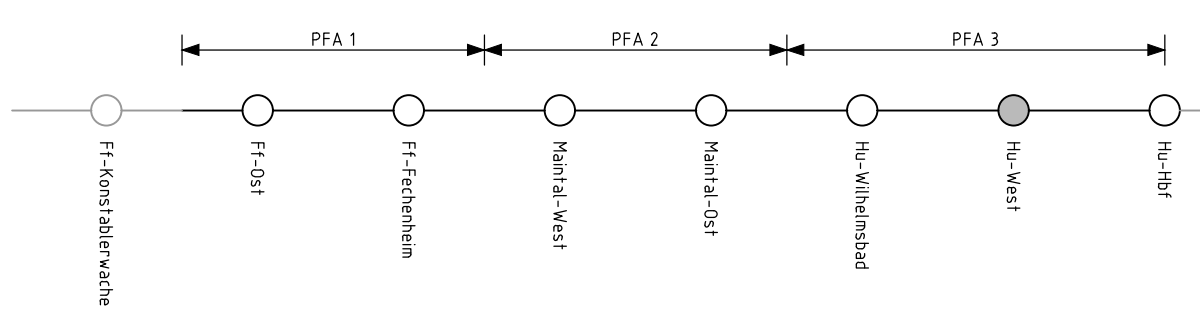 PFA 1
PFA 2
PFA 3
Ff-Konstablerwache
Ff-Ost
Ff-Fechenheim
Maintal-West
Maintal-Ost
Hu-Wilhelmsbad
Hu-West
Hu-Hbf